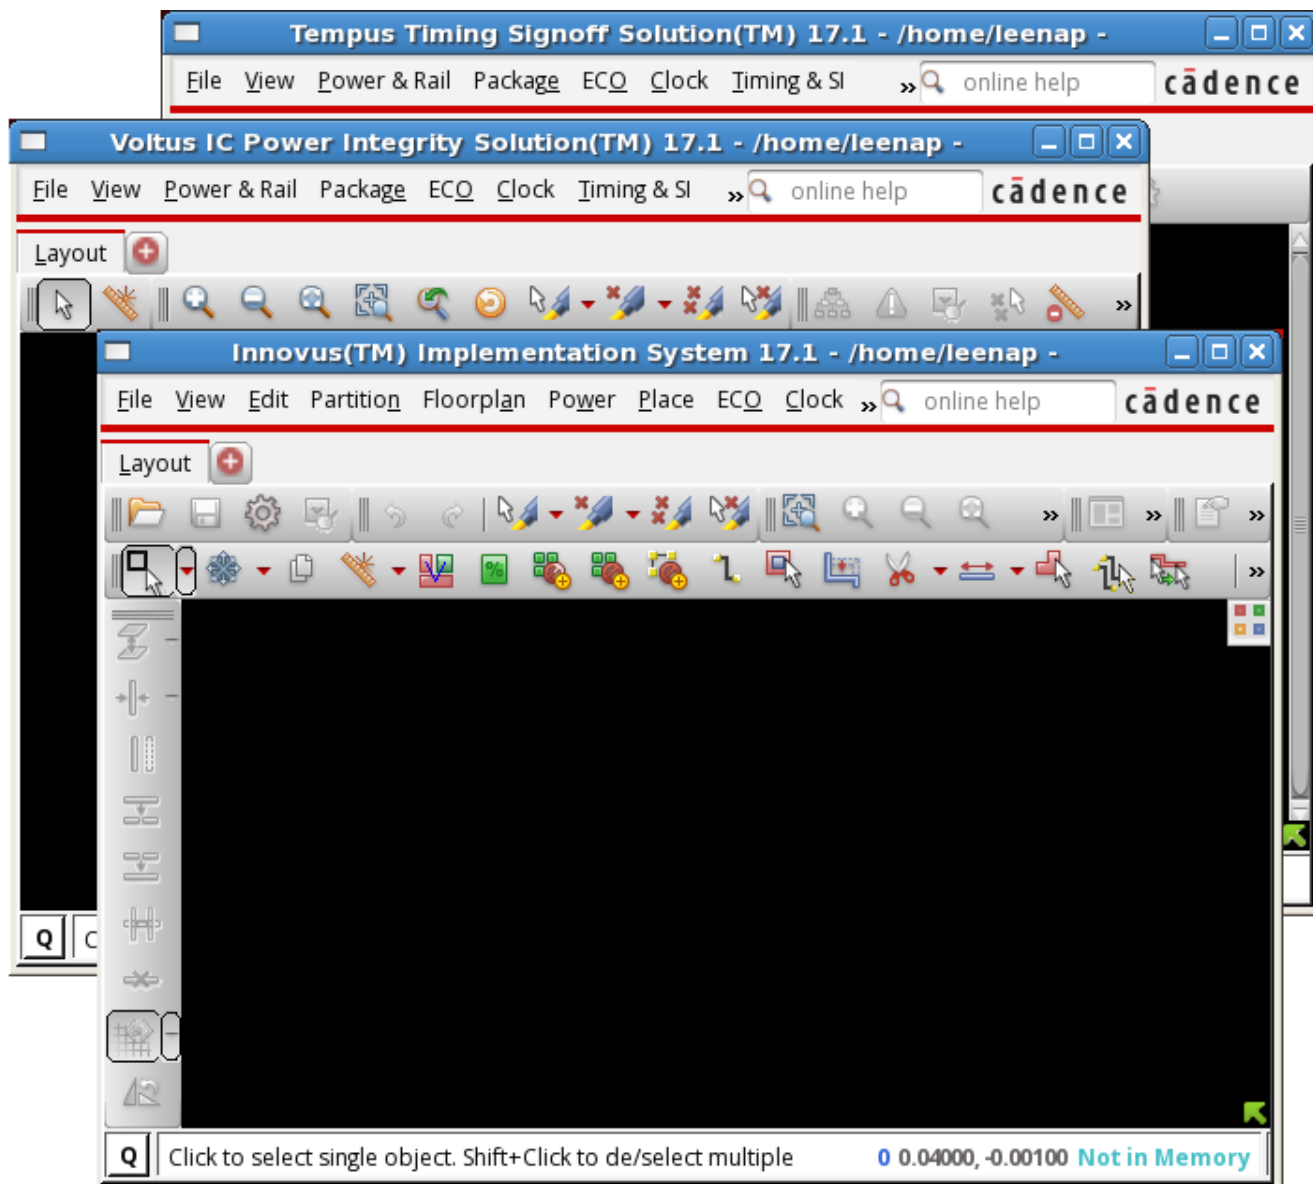 Tempus Timing Signoff Solution(TM) 17.1 - /home/leenap -
File View Power & Rail Package ECO Clock Timing & SI » online help cādence
Voltus IC Power Integrity Solution(TM) 17.1 - /home/leenap -
File View Power & Rail Package ECO Clock Timing & SI » online help cādence
Layout
»
Innovus(TM) Implementation System 17.1 - /home/leenap -
File View Edit Partition Floorplan Power Place ECO Clock » online help cādence
Layout
» » »
% »
Q C
Q Click to select single object. Shift+Click to de/select multiple 0 0.04000, -0.00100 Not in Memory